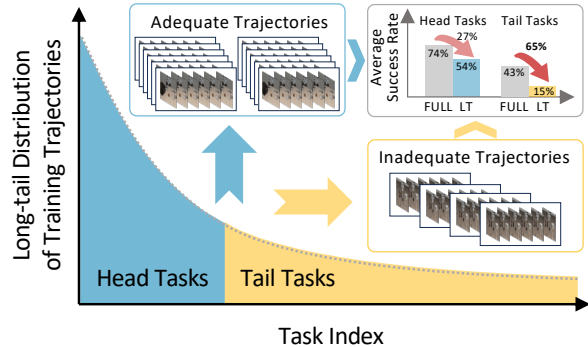 Adequate Trajectories
Head Tasks
Tail Tasks
27%
65%
74%
54%
43%
15%
FULL
LT
FULL
LT
Average
Success Rate
Inadequate Trajectories
Long-tail Distribution
of Training Trajectories
Head Tasks
Tail Tasks
Task Index